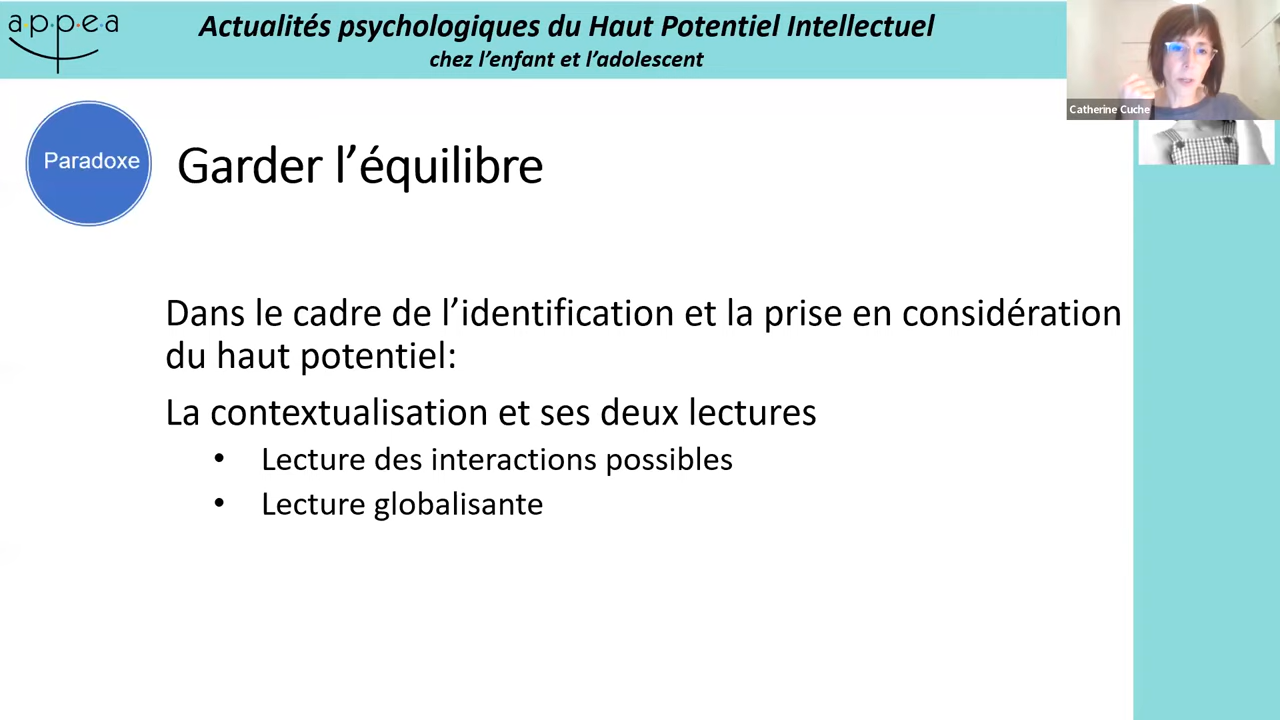 a·p·p·e·a
Actualités psychologiques du Haut Potentiel Intellectuel
chez l’enfant et l’adolescent
Catherine Cuche
Paradoxe
Garder l’équilibre
Dans le cadre de l’identification et la prise en considération
du haut potentiel:
La contextualisation et ses deux lectures
• Lecture des interactions possibles
• Lecture globalisante